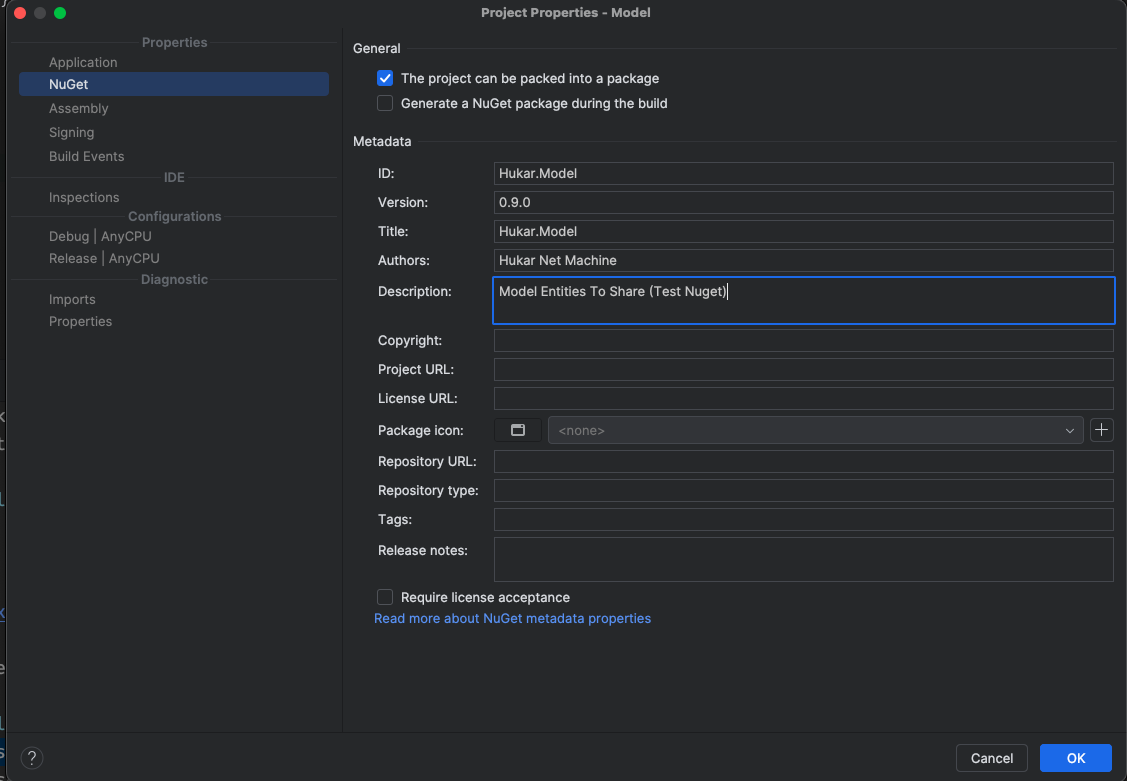 Project Properties - Model
Properties
Application
NuGet
Assembly
Signing
Build Events
IDE
Inspections
Configurations
Debug | AnyCPU
Release | AnyCPU
Diagnostic
Imports
Properties
General
The project can be packed into a package
Generate a NuGet package during the build
Metadata
ID: Hukar.Model
Version: 0.9.0
Title: Hukar.Model
Authors: Hukar Net Machine
Description: Model Entities To Share (Test Nuget)
Copyright:
Project URL:
License URL:
Package icon: <none>
Repository URL:
Repository type:
Tags:
Release notes:
Require license acceptance
Read more about NuGet metadata properties
?
Cancel
OK